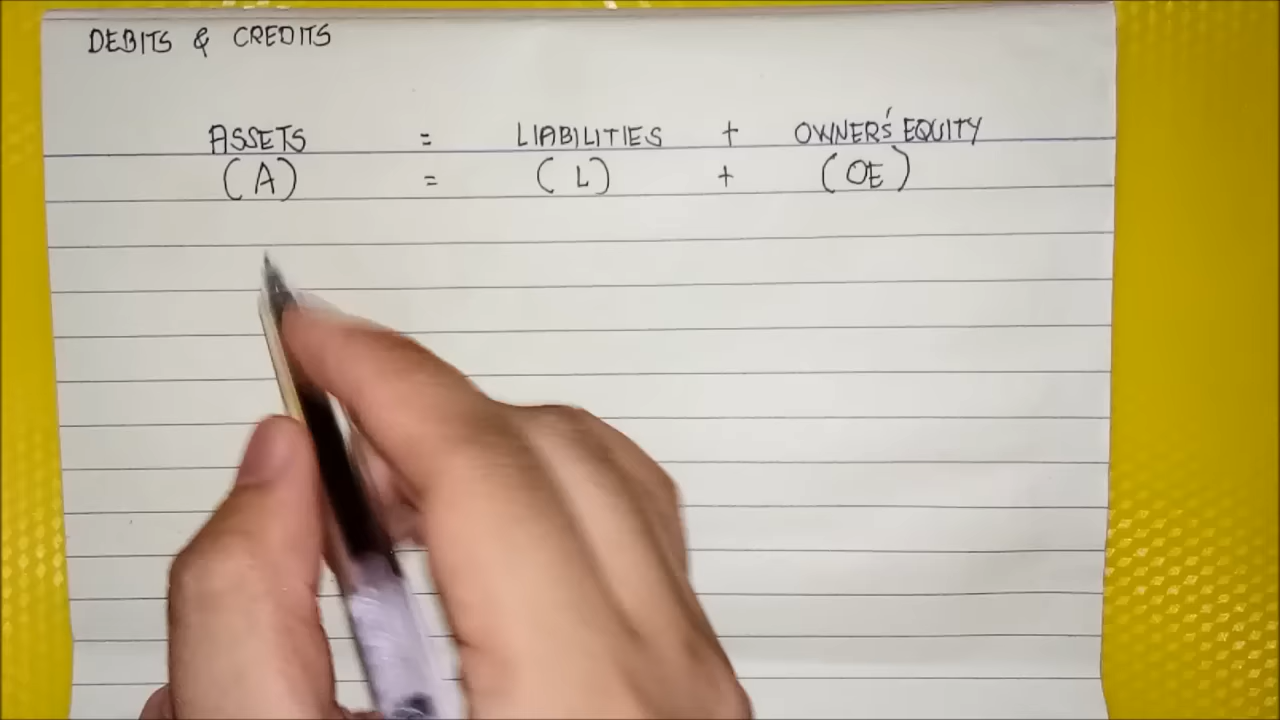 DEBITS & CREDITS
ASSETS = LIABILITIES + OWNER'S EQUITY
(A) = (L) + (OE)